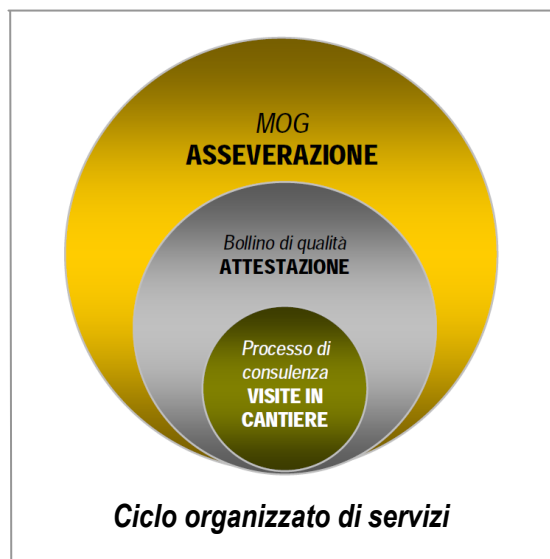 MOG
ASSEVERAZIONE
Bollino di qualità
ATTESTAZIONE
Processo di
consulenza
VISITE IN
CANTIERE
Ciclo organizzato di servizi